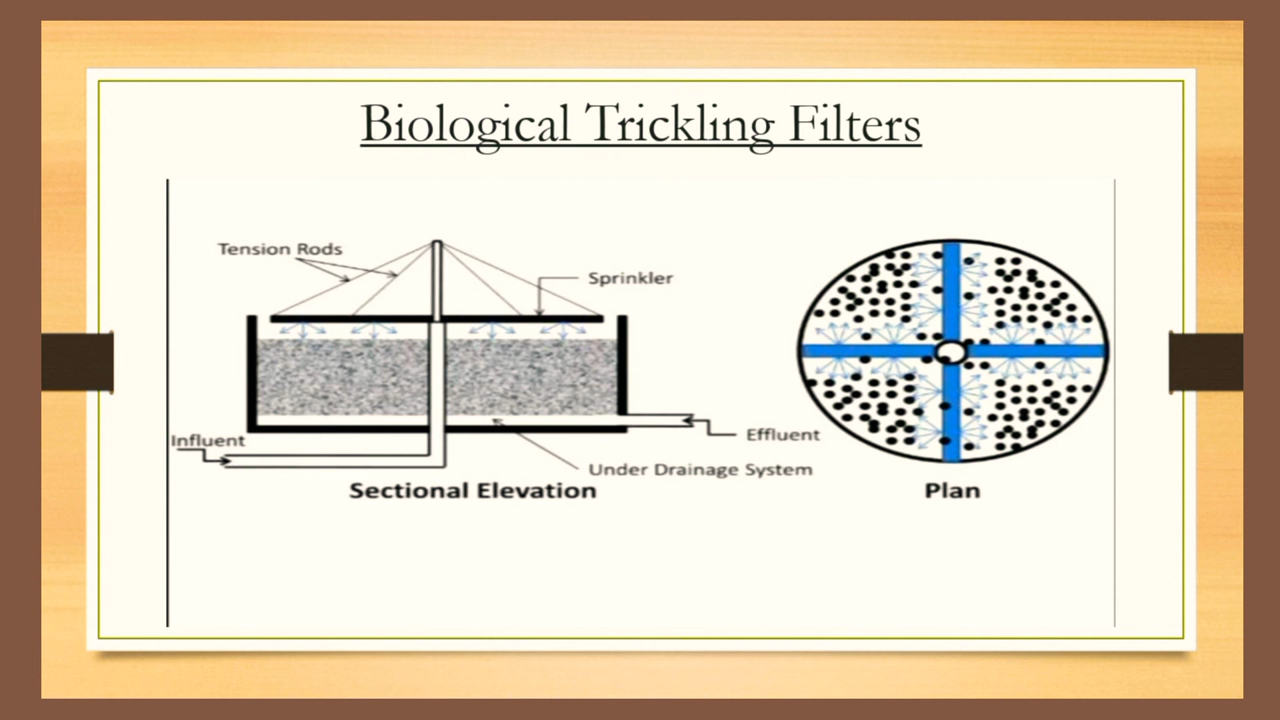 Biological Trickling Filters
Tension Rods
Sprinkler
Influent
Effluent
Under Drainage System
Sectional Elevation
Plan